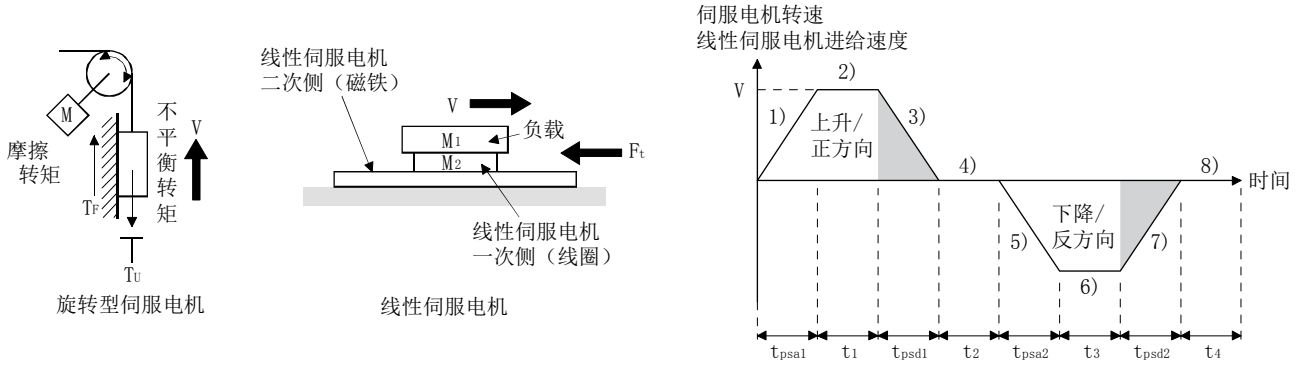 M
摩擦
转矩
TF
不平衡转矩
V
TU
旋转型伺服电机
线性伺服电机
二次侧（磁铁）
V
负载
M1
M2
Ft
线性伺服电机
一次侧（线圈）
线性伺服电机
伺服电机转速
线性伺服电机进给速度
V
1)
2)
上升/
正方向
3)
4)
8)
时间
5)
下降/
反方向
7)
6)
tpsa1
t1
tpsd1
t2
tpsa2
t3
tpsd2
t4